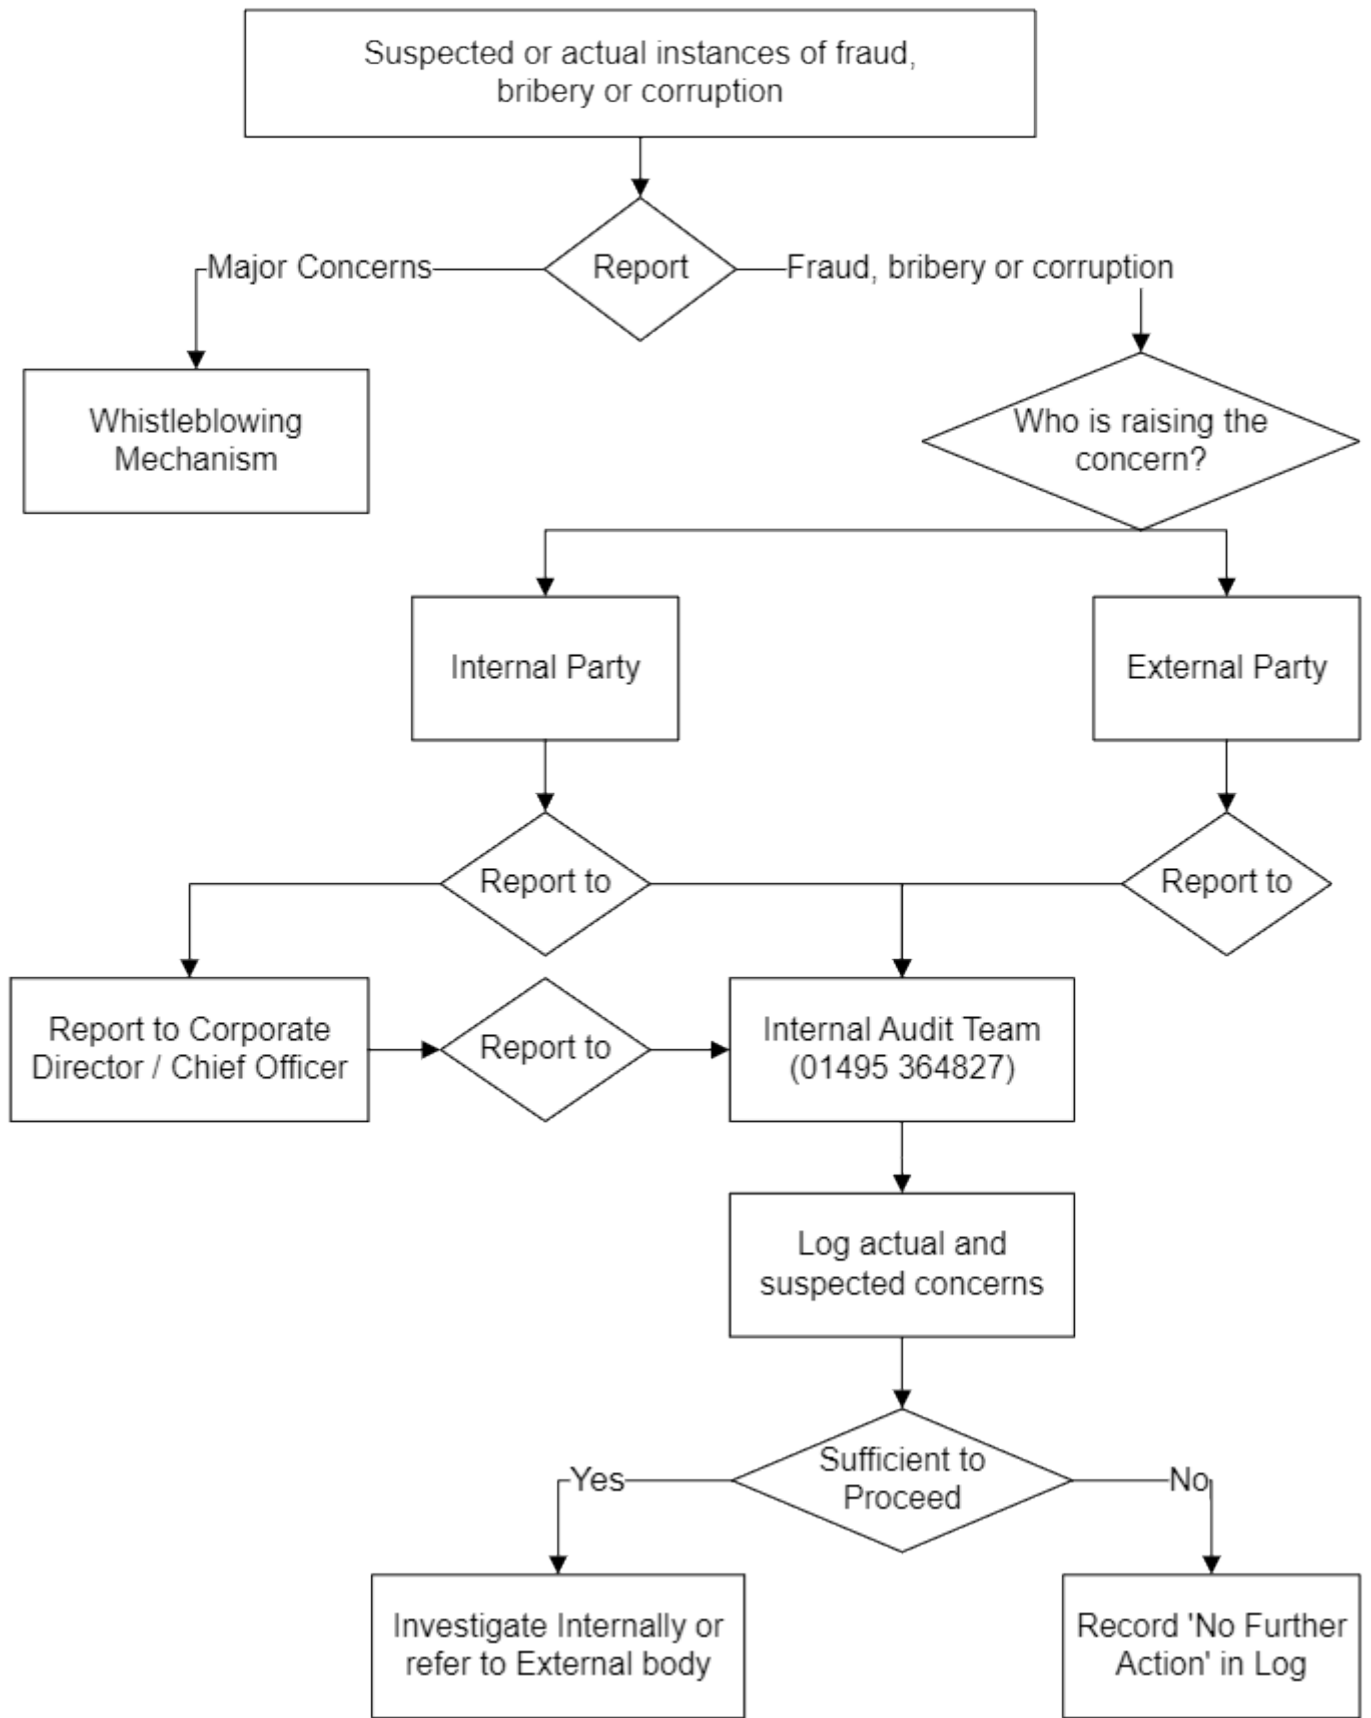 Suspected or actual instances of fraud,
bribery or corruption
Major Concerns
Report
Fraud, bribery or corruption
Whistleblowing
Mechanism
Who is raising the
concern?
Internal Party
External Party
Report to
Report to
Report to Corporate
Director / Chief Officer
Report to
Internal Audit Team
(01495 364827)
Log actual and
suspected concerns
Yes
Sufficient to
Proceed
No
Investigate Internally or
refer to External body
Record 'No Further
Action' in Log